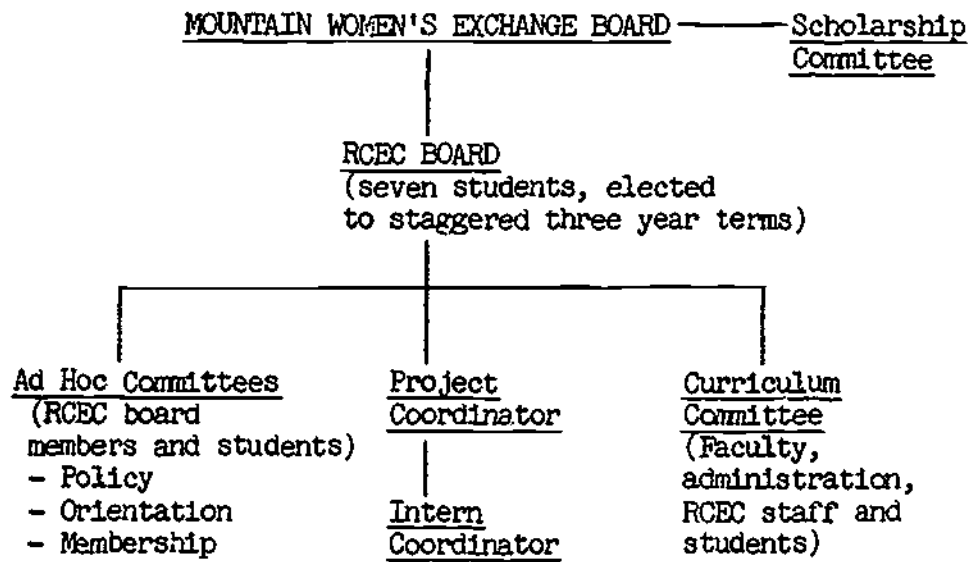 MOUNTAIN WOMEN'S EXCHANGE BOARD
Scholarship
Committee
RCEC BOARD
(seven students, elected
to staggered three year terms)
Ad Hoc Committees
(RCEC board
members and students)
- Policy
- Orientation
- Membership
Project
Coordinator
Intern
Coordinator
Curriculum
Committee
(Faculty,
administration,
RCEC staff and
students)